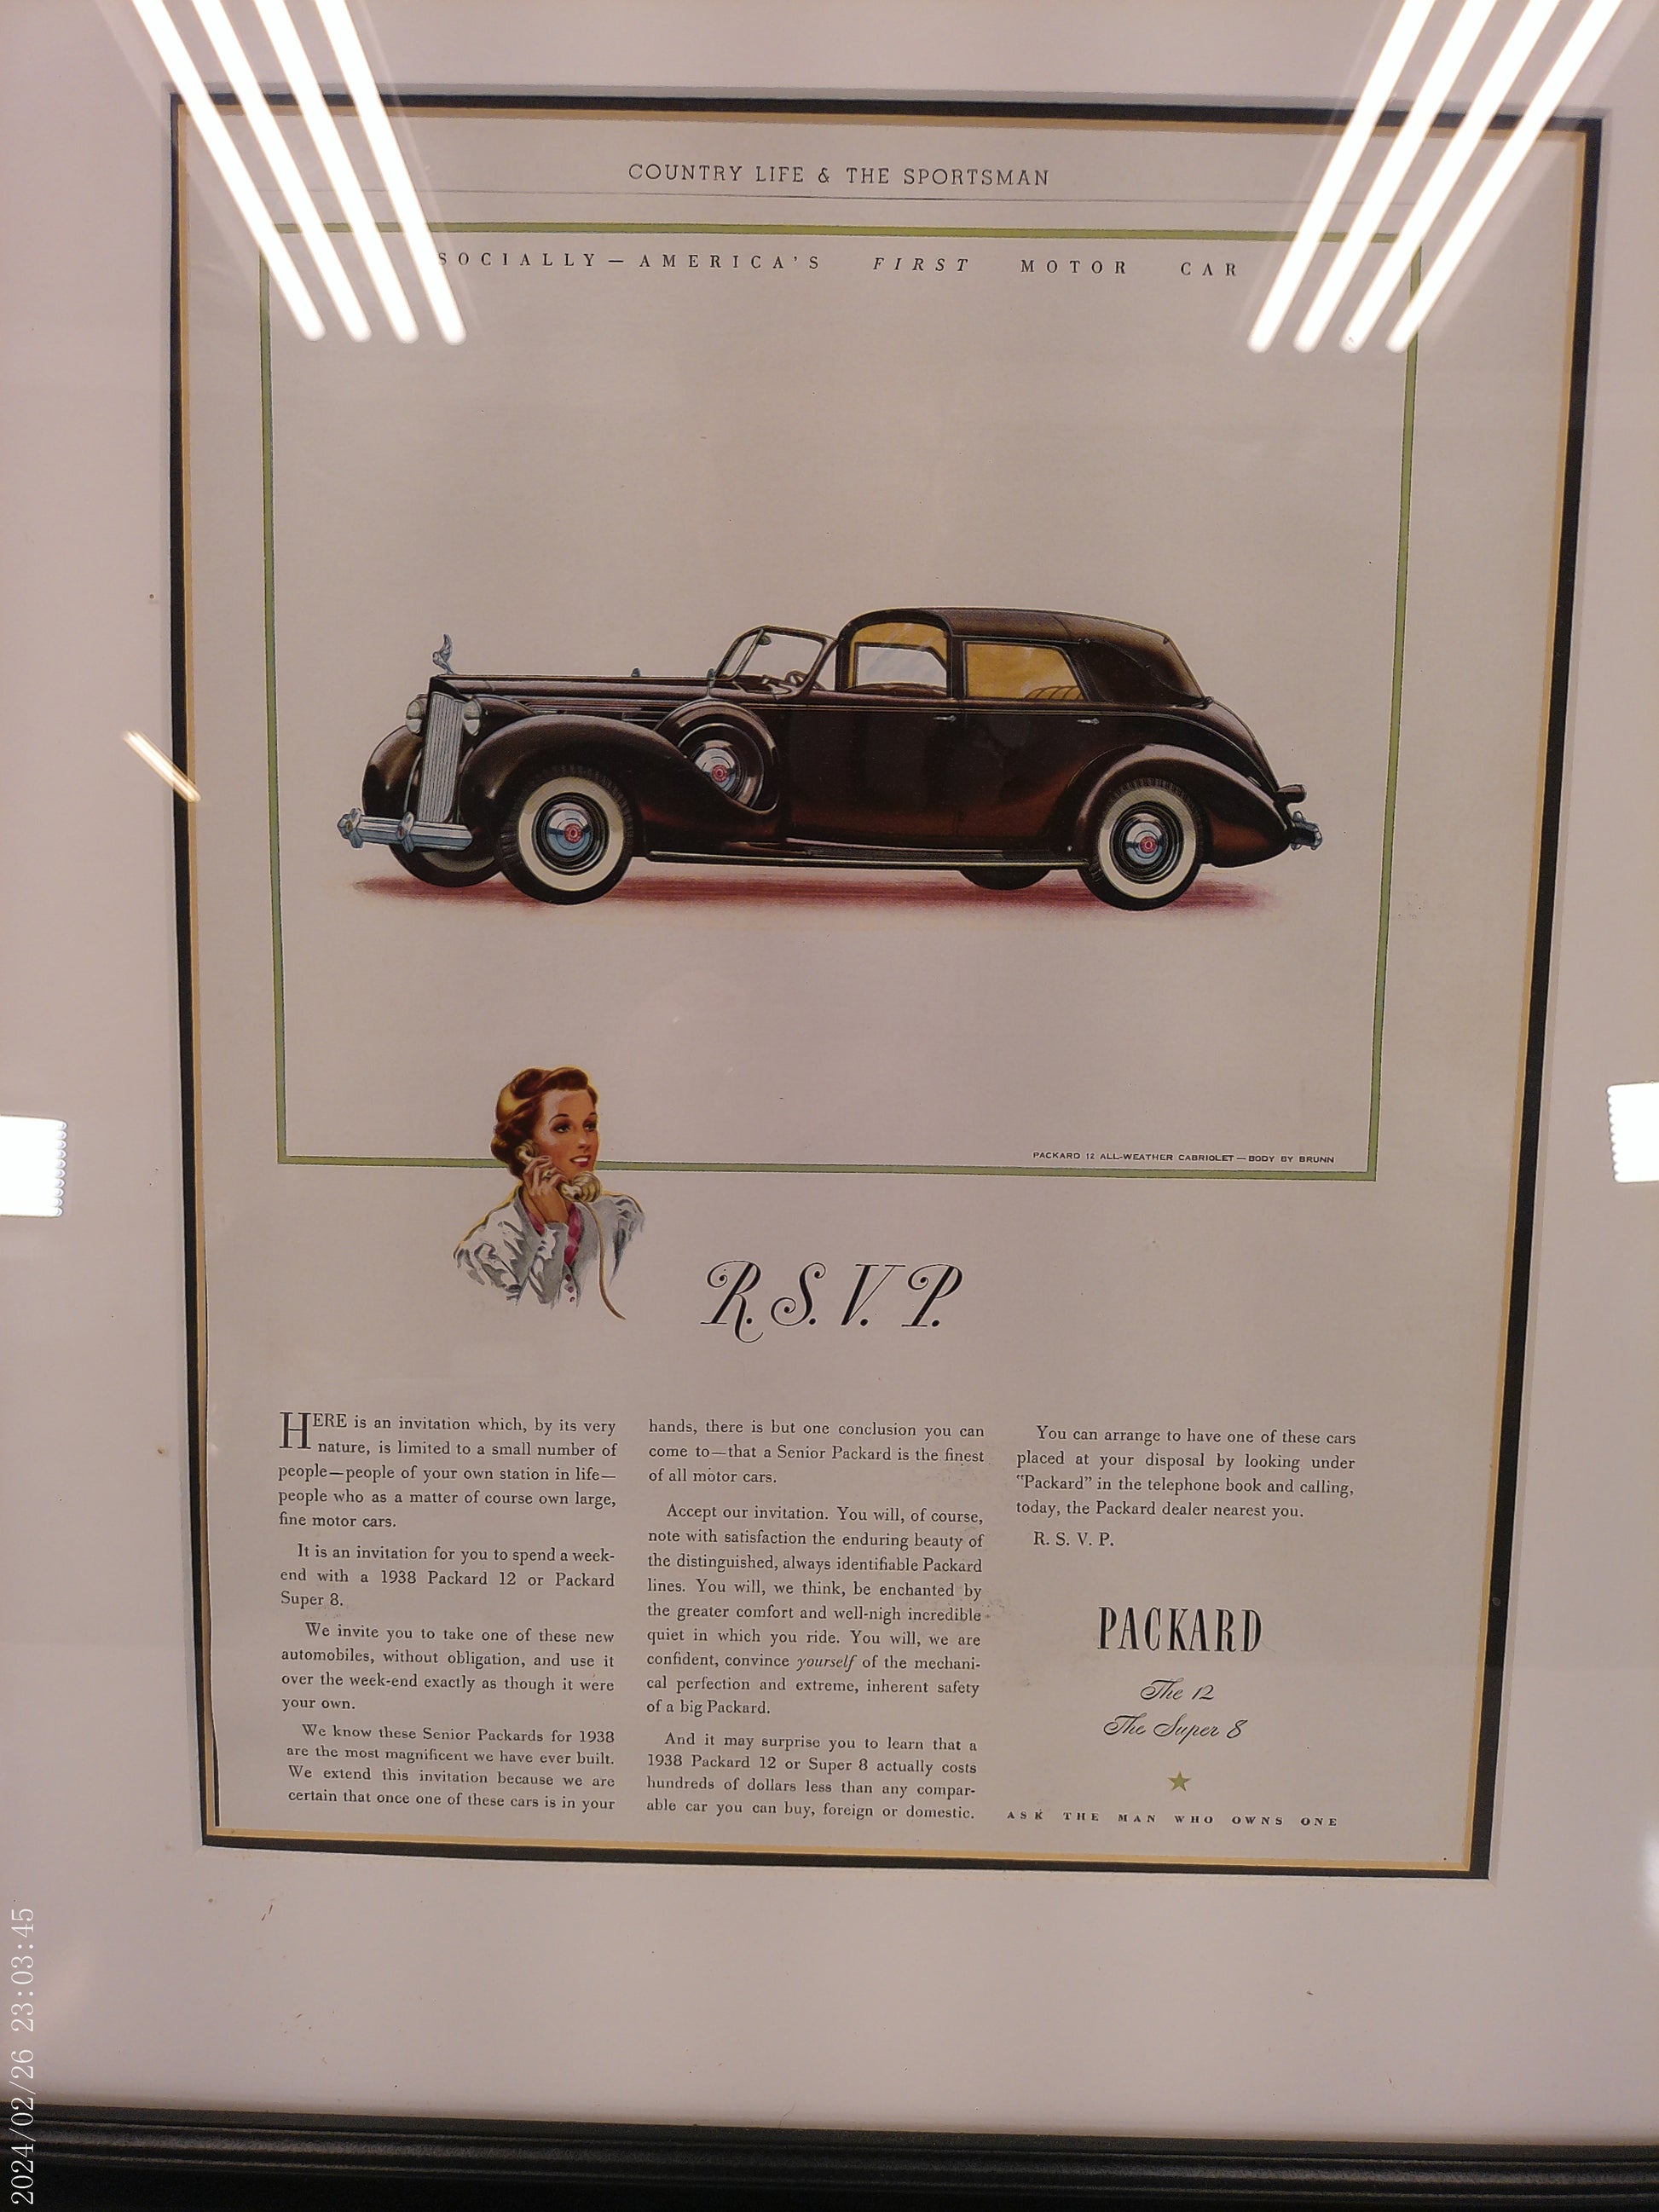 COUNTRY LIFE & THE SPORTSMAN
SOCIALLY—AMERICA'S FIRST MOTOR CAR
PACKARD 12 ALL-WEATHER CABRIOLET—BODY BY BRUNN
R.S.V.P.
HERE is an invitation which, by its very
nature, is limited to a small number of
people—people of your own station in life—
people who as a matter of course own large,
fine motor cars.
It is an invitation for you to spend a week-
end with a 1938 Packard 12 or Packard
Super 8.
We invite you to take one of these new
automobiles, without obligation, and use it
over the week-end exactly as though it were
your own.
We know these Senior Packards for 1938
are the most magnificent we have ever built.
We extend this invitation because we are
certain that once one of these cars is in your
hands, there is but one conclusion you can
come to—that a Senior Packard is the finest
of all motor cars.
Accept our invitation. You will, of course,
note with satisfaction the enduring beauty of
the distinguished, always identifiable Packard
lines. You will, we think, be enchanted by
the greater comfort and well-nigh incredible
quiet in which you ride. You will, we are
confident, convince yourself of the mechani-
cal perfection and extreme, inherent safety
of a big Packard.
And it may surprise you to learn that a
1938 Packard 12 or Super 8 actually costs
hundreds of dollars less than any compar-
able car you can buy, foreign or domestic.
You can arrange to have one of these cars
placed at your disposal by looking under
"Packard" in the telephone book and calling,
today, the Packard dealer nearest you.
R. S. V. P.
PACKARD
The 12
The Super 8
ASK THE MAN WHO OWNS ONE
2024/02/26 23:03:45